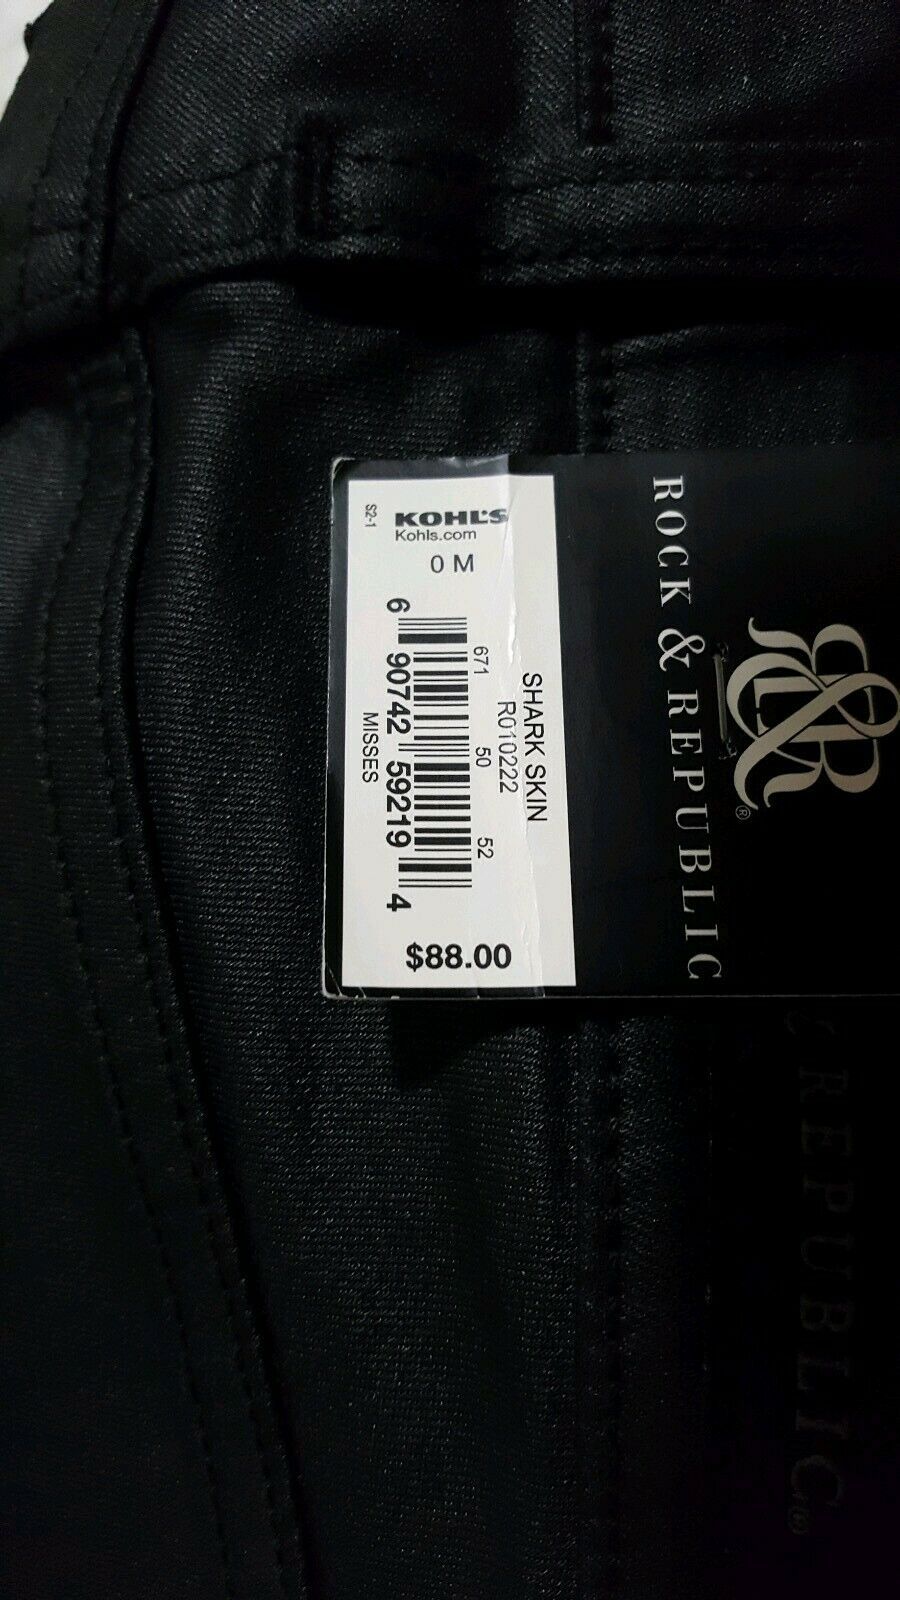 S2-1
KOHL'S
Kohls.com
0 M
SHARK SKIN
R010222
671 50 52
6 90742 59219 4
MISSES
$88.00
ROCK & REPUBLIC
R&R®
REPUBLIC®